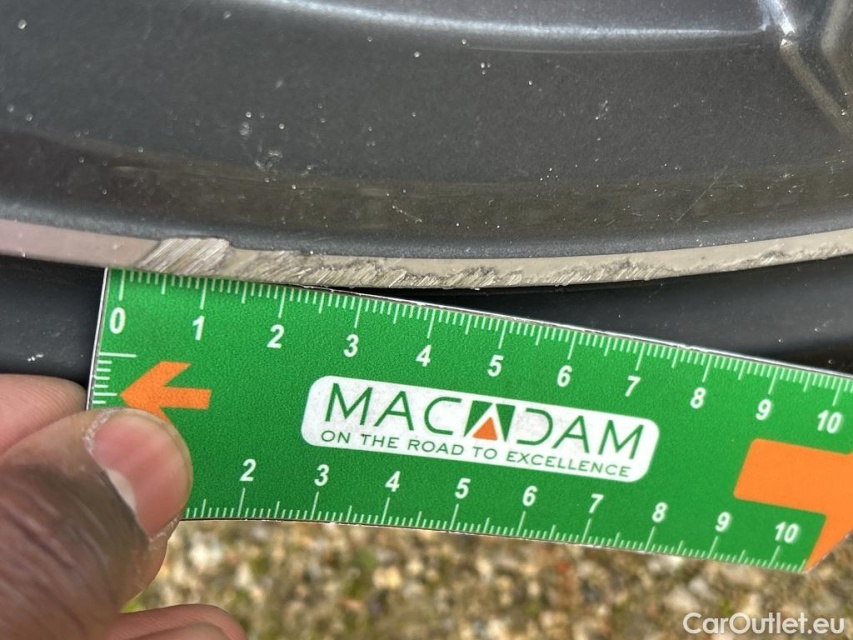 0 1 2 3 4 5 6 7 8 9 10
MACADAM
ON THE ROAD TO EXCELLENCE
2 3 4 5 6 7 8 9 10
CarOutlet.eu